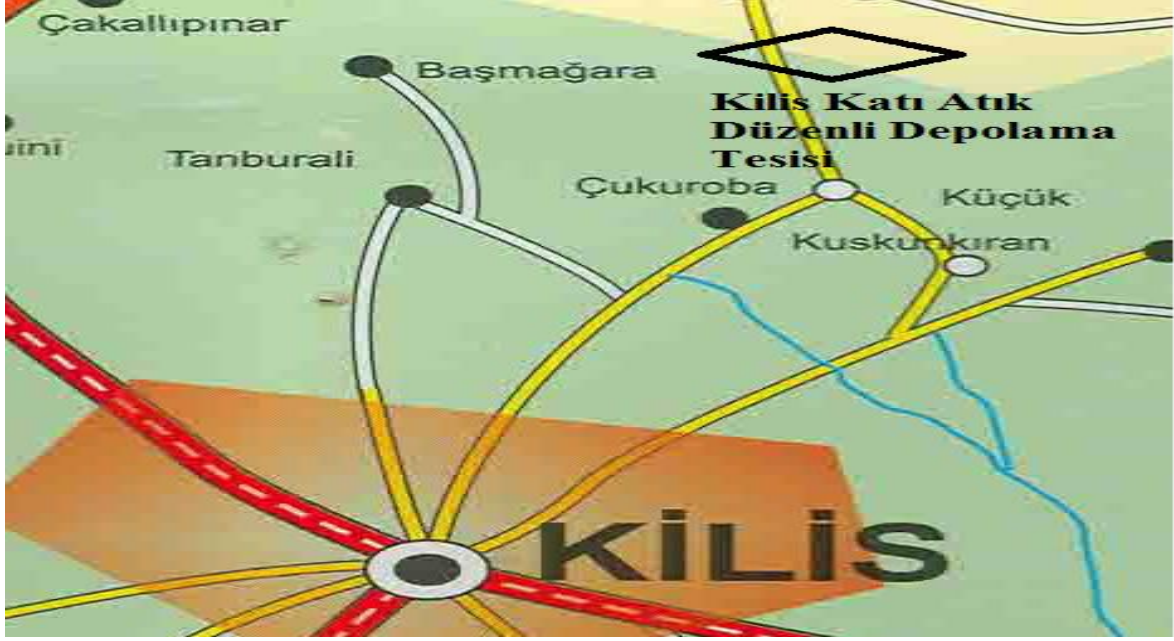 Çakallıpınar
Başmağara
Kilis Katı Atık
Düzenli Depolama
Tesisi
Tanburali
Çukuroba
Küçük
Kuskunkıran
KİLİS